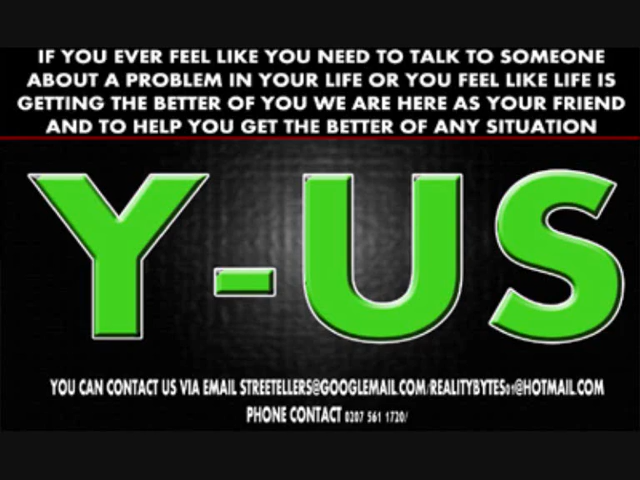 IF YOU EVER FEEL LIKE YOU NEED TO TALK TO SOMEONE
ABOUT A PROBLEM IN YOUR LIFE OR YOU FEEL LIKE LIFE IS
GETTING THE BETTER OF YOU WE ARE HERE AS YOUR FRIEND
AND TO HELP YOU GET THE BETTER OF ANY SITUATION
Y-US
YOU CAN CONTACT US VIA EMAIL STREETELLERS@GOOGLEMAIL.COM/REALITYBYTES01@HOTMAIL.COM
PHONE CONTACT 0207 561 1720/